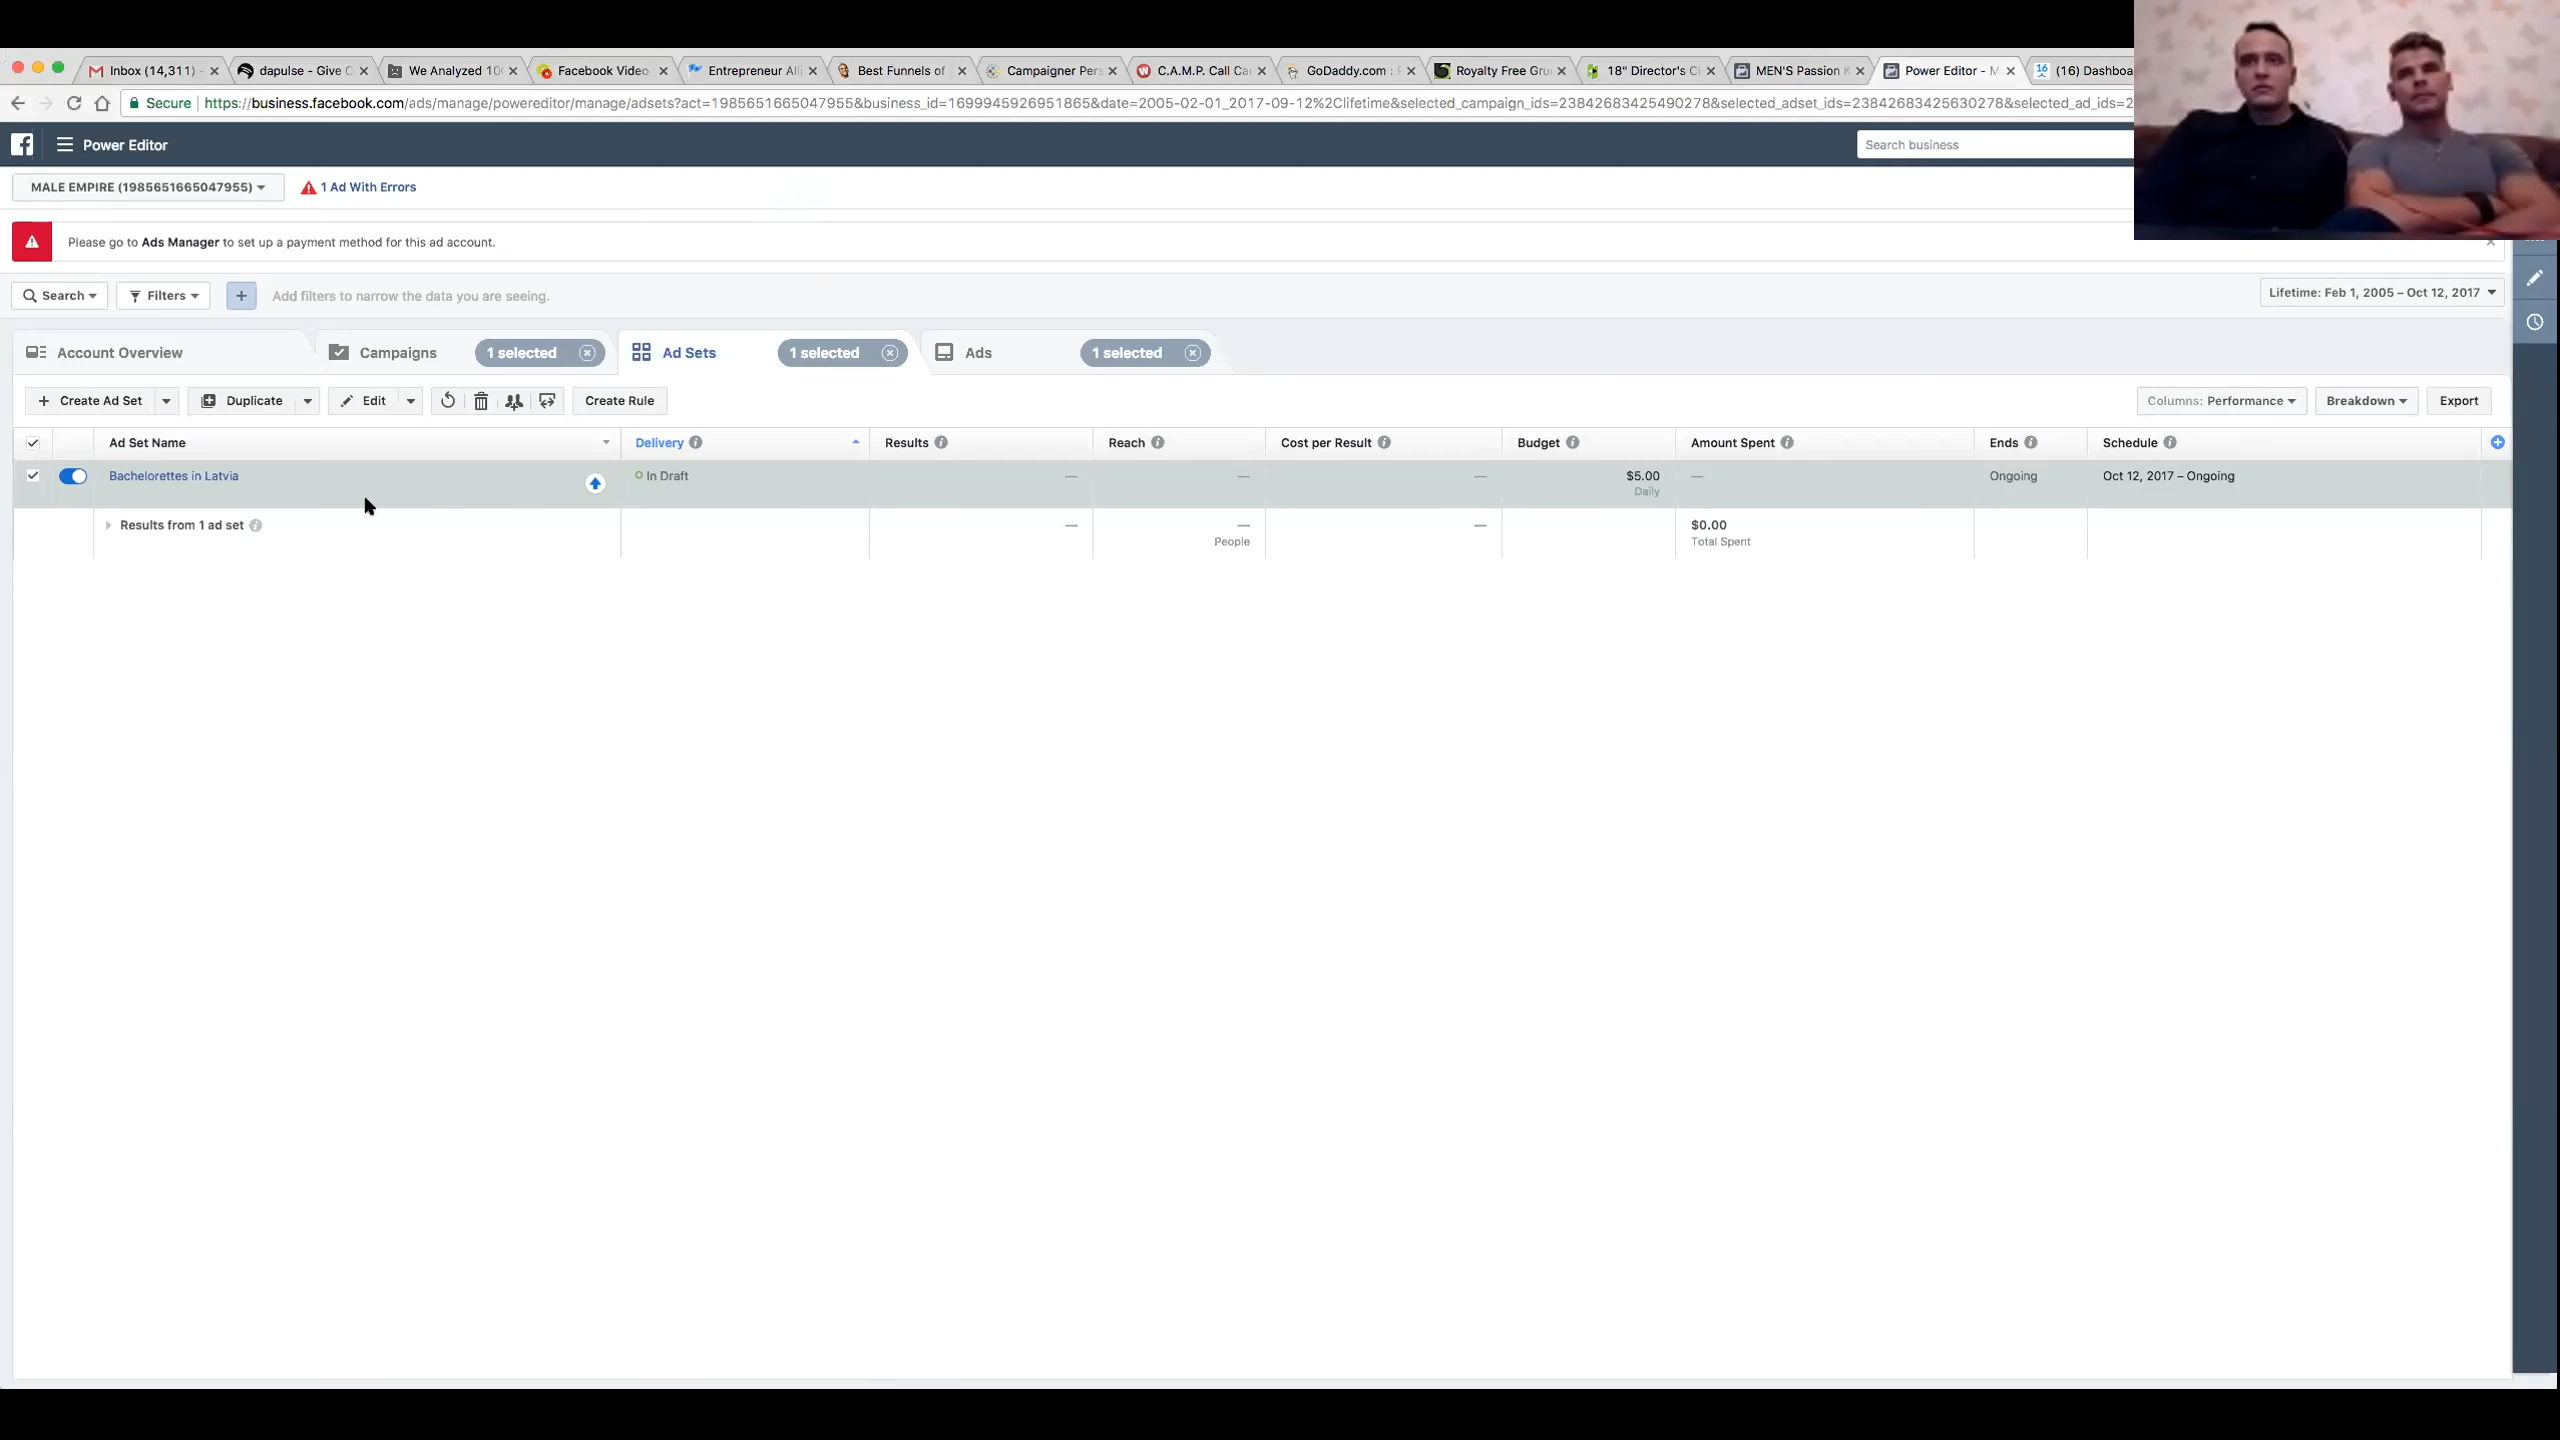 Inbox (14,311) -
dapulse - Give
We Analyzed 10
Facebook Video
Entrepreneur Alli
Best Funnels of
Campaigner Pers
C.A.M.P. Call Ca
GoDaddy.com :
Royalty Free Gru
18" Director's
MEN'S Passion
Power Editor - M
16
(16) Dashboa
Secure
https://business.facebook.com/ads/manage/powereditor/manage/adsets?act=1985651665047955&business_id=1699945926951865&date=2005-02-01_2017-09-12%2Clifetime&selected_campaign_ids=23842683425490278&selected_adset_ids=23842683425630278&selected_ad_ids=2
Power Editor
Search business
MALE EMPIRE (1985651665047955)
1 Ad With Errors
Please go to Ads Manager to set up a payment method for this ad account.
Search
Filters
Add filters to narrow the data you are seeing.
Lifetime: Feb 1, 2005 – Oct 12, 2017
Account Overview
Campaigns
1 selected
Ad Sets
1 selected
Ads
1 selected
+ Create Ad Set
Duplicate
Edit
Create Rule
Columns: Performance
Breakdown
Export
Ad Set Name
Delivery
Results
Reach
Cost per Result
Budget
Amount Spent
Ends
Schedule
Bachelorettes in Latvia
In Draft
—
—
—
$5.00
Daily
—
Ongoing
Oct 12, 2017 – Ongoing
Results from 1 ad set
—
—
People
—
$0.00
Total Spent